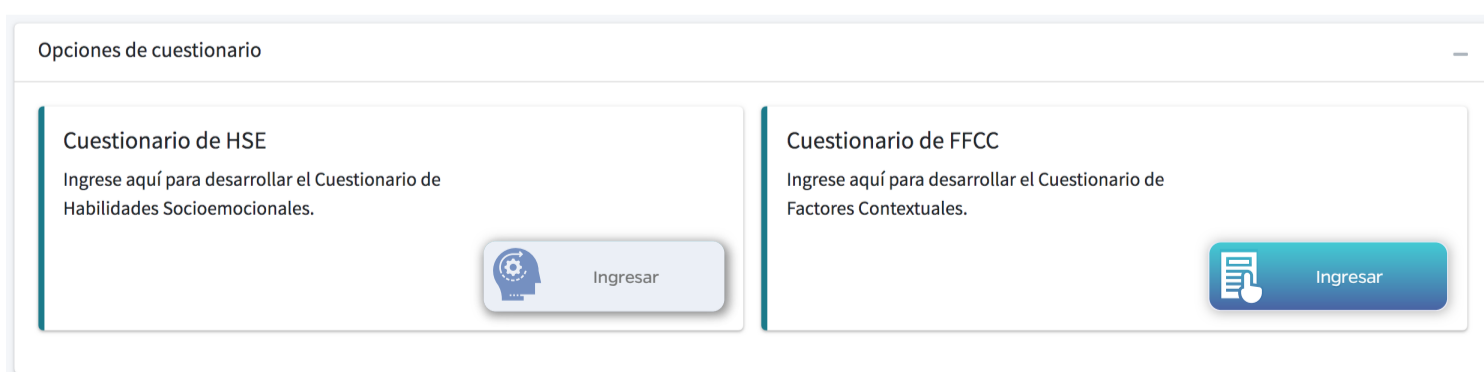 Opciones de cuestionario
Cuestionario de HSE
Ingrese aquí para desarrollar el Cuestionario de
Habilidades Socioemocionales.
Ingresar
Cuestionario de FFCC
Ingrese aquí para desarrollar el Cuestionario de
Factores Contextuales.
Ingresar